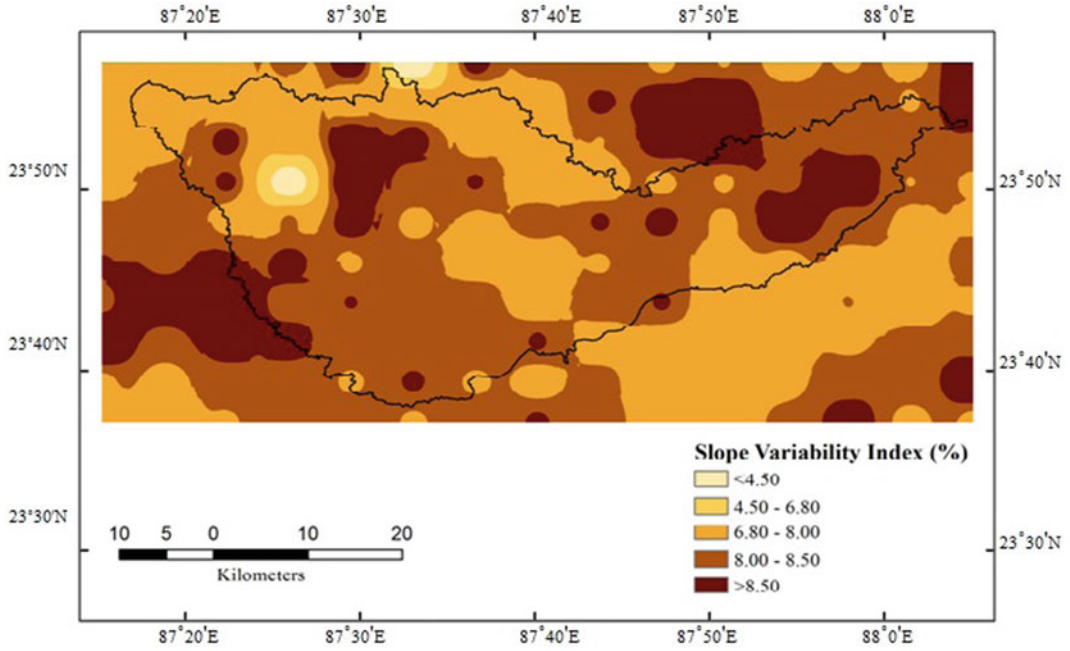 87°20'E 87°30'E 87°40'E 87°50'E 88°0'E
23°50'N 23°50'N
23°40'N 23°40'N
Slope Variability Index (%)
<4.50
4.50 - 6.80
6.80 - 8.00
8.00 - 8.50
>8.50
23°30'N 23°30'N
10 5 0 10 20
Kilometers
87°20'E 87°30'E 87°40'E 87°50'E 88°0'E